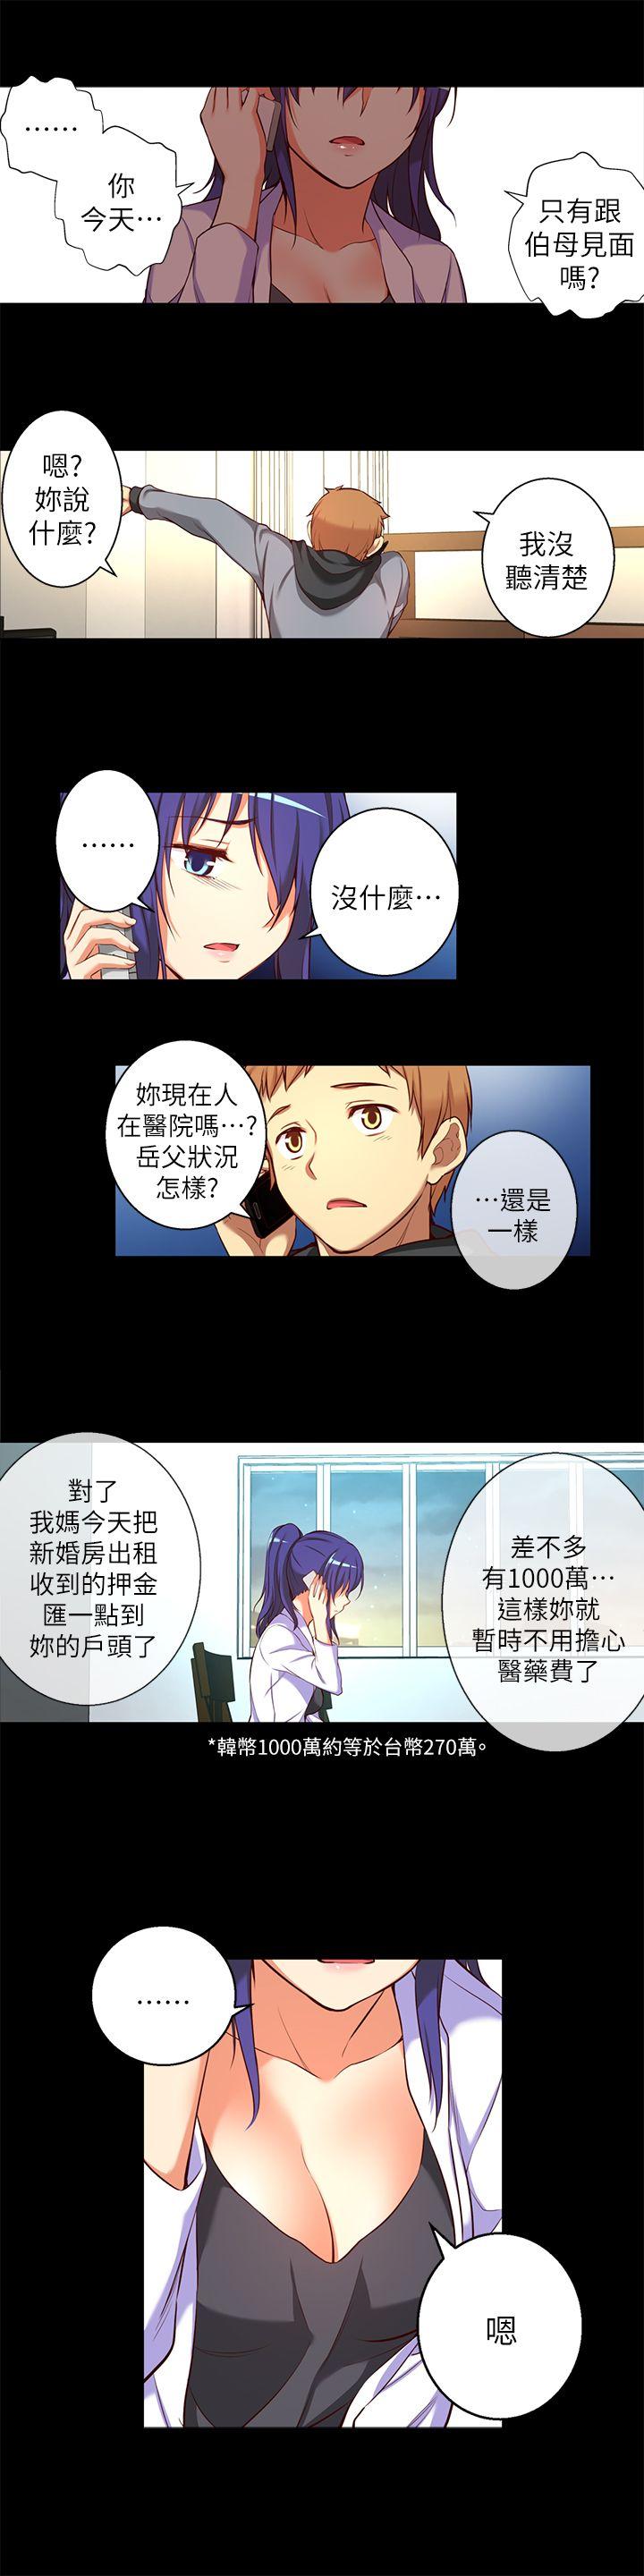 ……
你
今天…
只有跟
伯母見面
嗎?
嗯?
妳說
什麼?
我沒
聽清楚
……
沒什麼…
妳現在人
在醫院嗎…?
岳父狀況
怎樣?
…還是
一樣
對了
我媽今天把
新婚房出租
收到的押金
匯一點到
妳的戶頭了
差不多
有1000萬…
這樣妳就
暫時不用擔心
醫藥費了
*韓幣1000萬約等於台幣270萬。
……
嗯